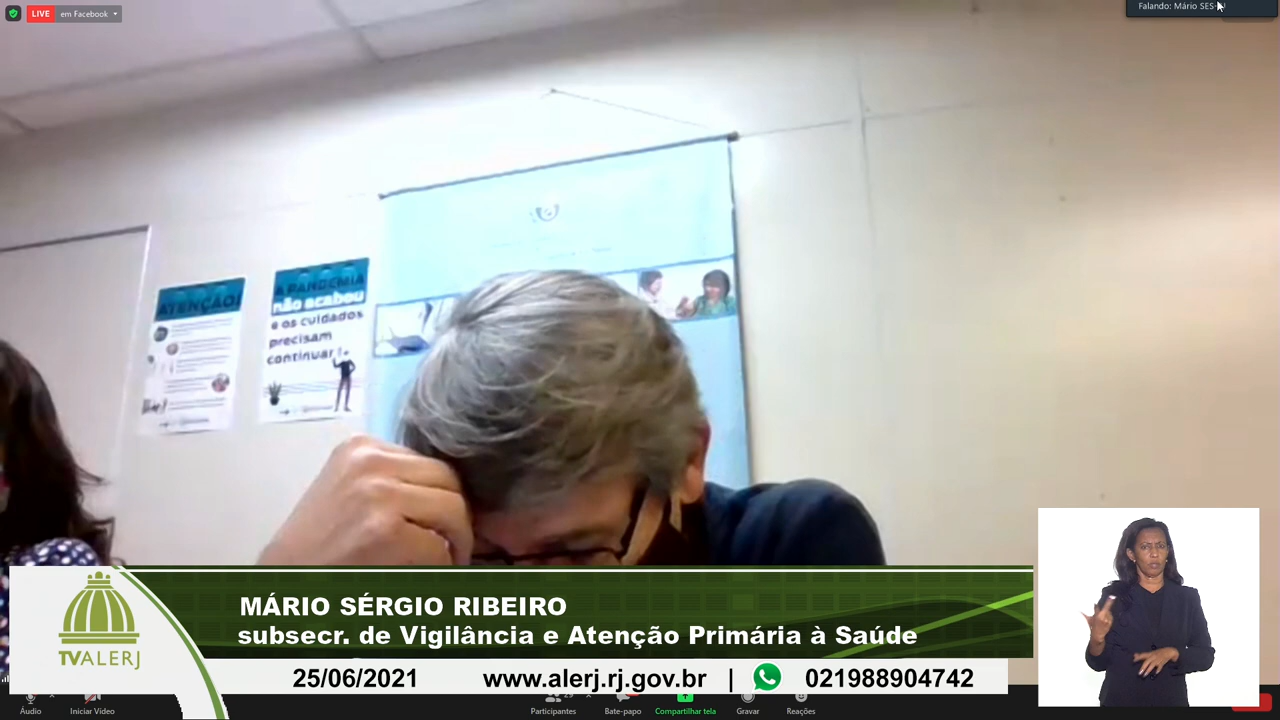 LIVE em Facebook
Falando: Mário SES-
ATENÇÃO!
A PANDEMIA
não acabou
e os cuidados
precisam
continuar!
MÁRIO SÉRGIO RIBEIRO
subsecr. de Vigilância e Atenção Primária à Saúde
TVALERJ
25/06/2021 www.alerj.rj.gov.br | 021988904742
Áudio Iniciar Vídeo Participantes Bate-papo Compartilhar tela Gravar Reações